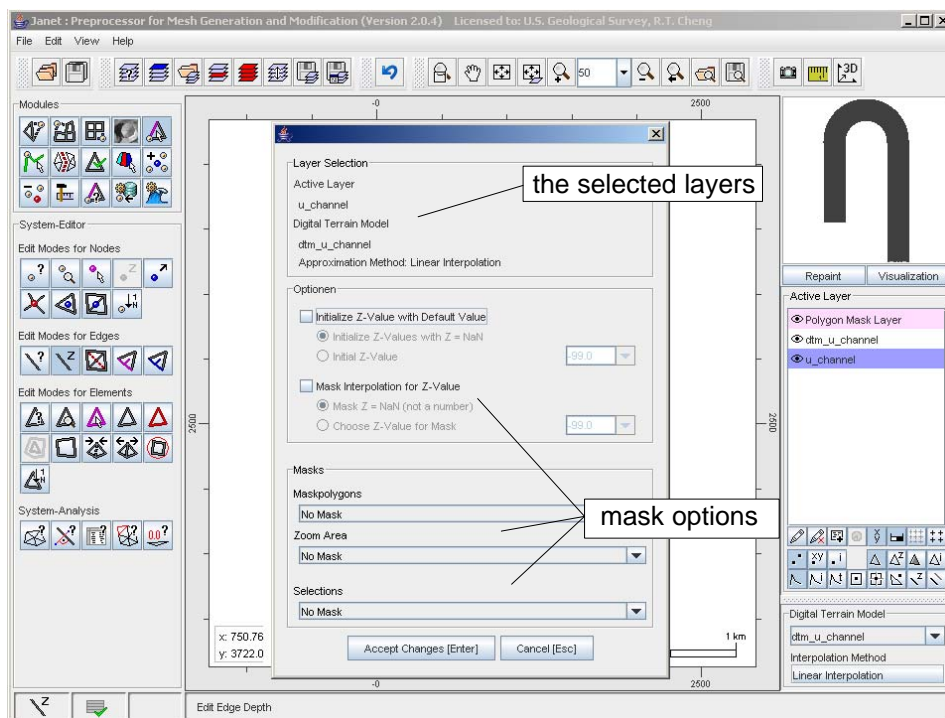 Janet : Preprocessor for Mesh Generation and Modification (Version 2.0.4)   Licensed to: U.S. Geological Survey, R.T. Cheng
File Edit View Help
50
3D
Modules
System-Editor
Edit Modes for Nodes
Edit Modes for Edges
Edit Modes for Elements
System-Analysis
-0
2500
2500
2500
-0
2500
x: 750.76
y: 3722.0
1 km
Layer Selection
Active Layer
u_channel
Digital Terrain Model
dtm_u_channel
Approximation Method: Linear Interpolation
the selected layers
Optionen
Initialize Z-Value with Default Value
Initialize Z-Values with Z = NaN
Initial Z-Value
-99.0
Mask Interpolation for Z-Value
Mask Z = NaN (not a number)
Choose Z-Value for Mask
-99.0
Masks
Maskpolygons
No Mask
Zoom Area
No Mask
Selections
No Mask
mask options
Accept Changes [Enter]
Cancel [Esc]
Repaint
Visualization
Active Layer
Polygon Mask Layer
dtm_u_channel
u_channel
Digital Terrain Model
dtm_u_channel
Interpolation Method
Linear Interpolation
Edit Edge Depth